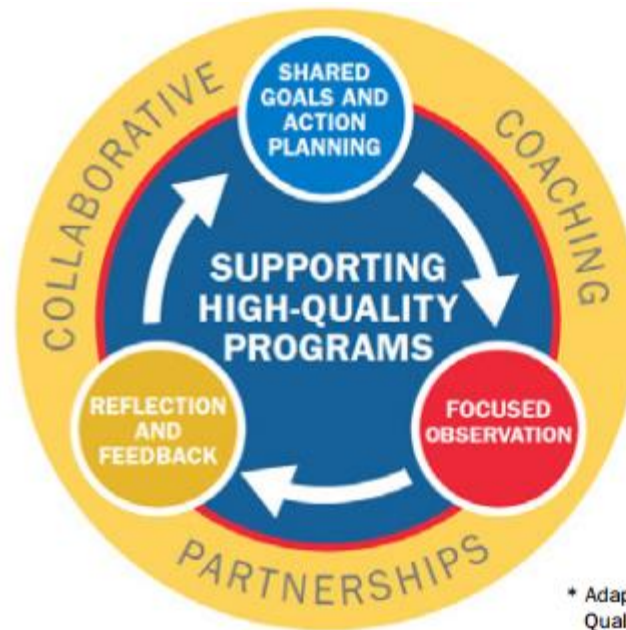 COLLABORATIVE COACHING PARTNERSHIPS
SHARED
GOALS AND
ACTION
PLANNING
SUPPORTING
HIGH-QUALITY
PROGRAMS
FOCUSED
OBSERVATION
REFLECTION
AND
FEEDBACK
* Adap
Qual